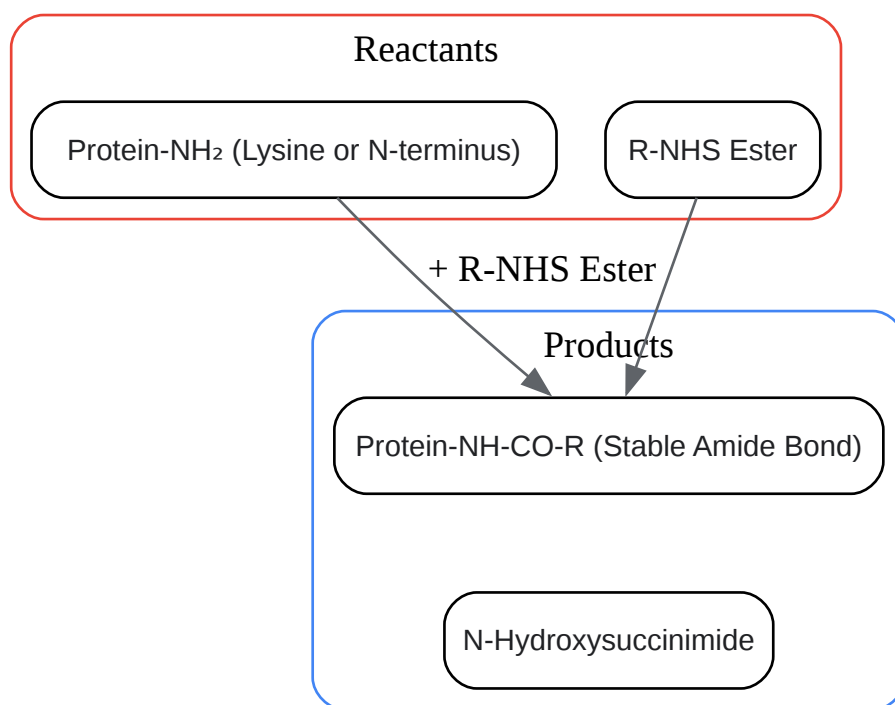 Reactants
Protein-NH₂ (Lysine or N-terminus)
R-NHS Ester
+ R-NHS Ester
Products
Protein-NH-CO-R (Stable Amide Bond)
N-Hydroxysuccinimide